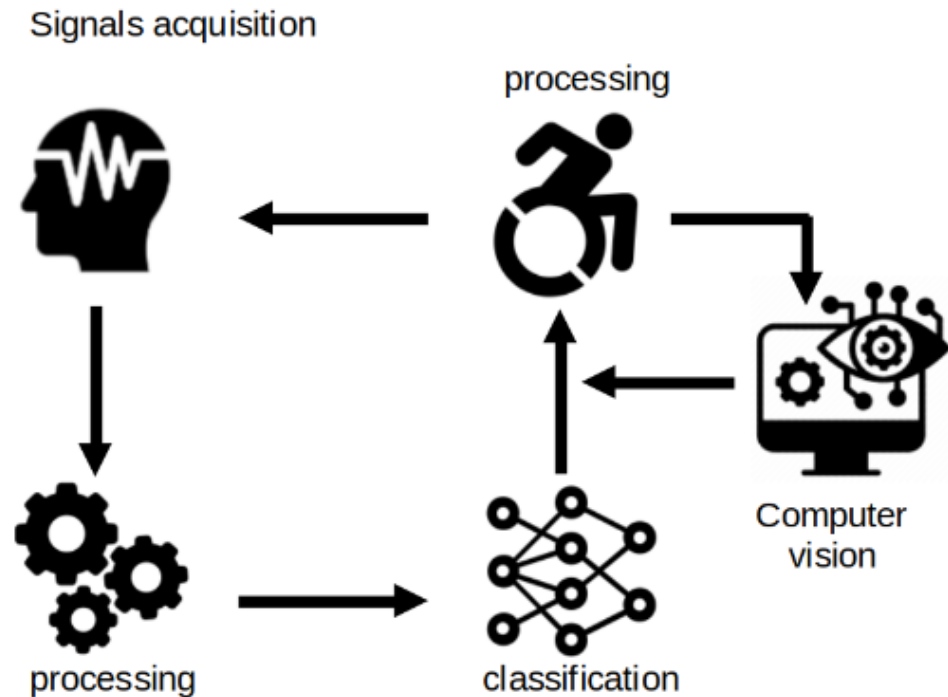 Signals acquisition
processing
Computer
vision
processing
classification